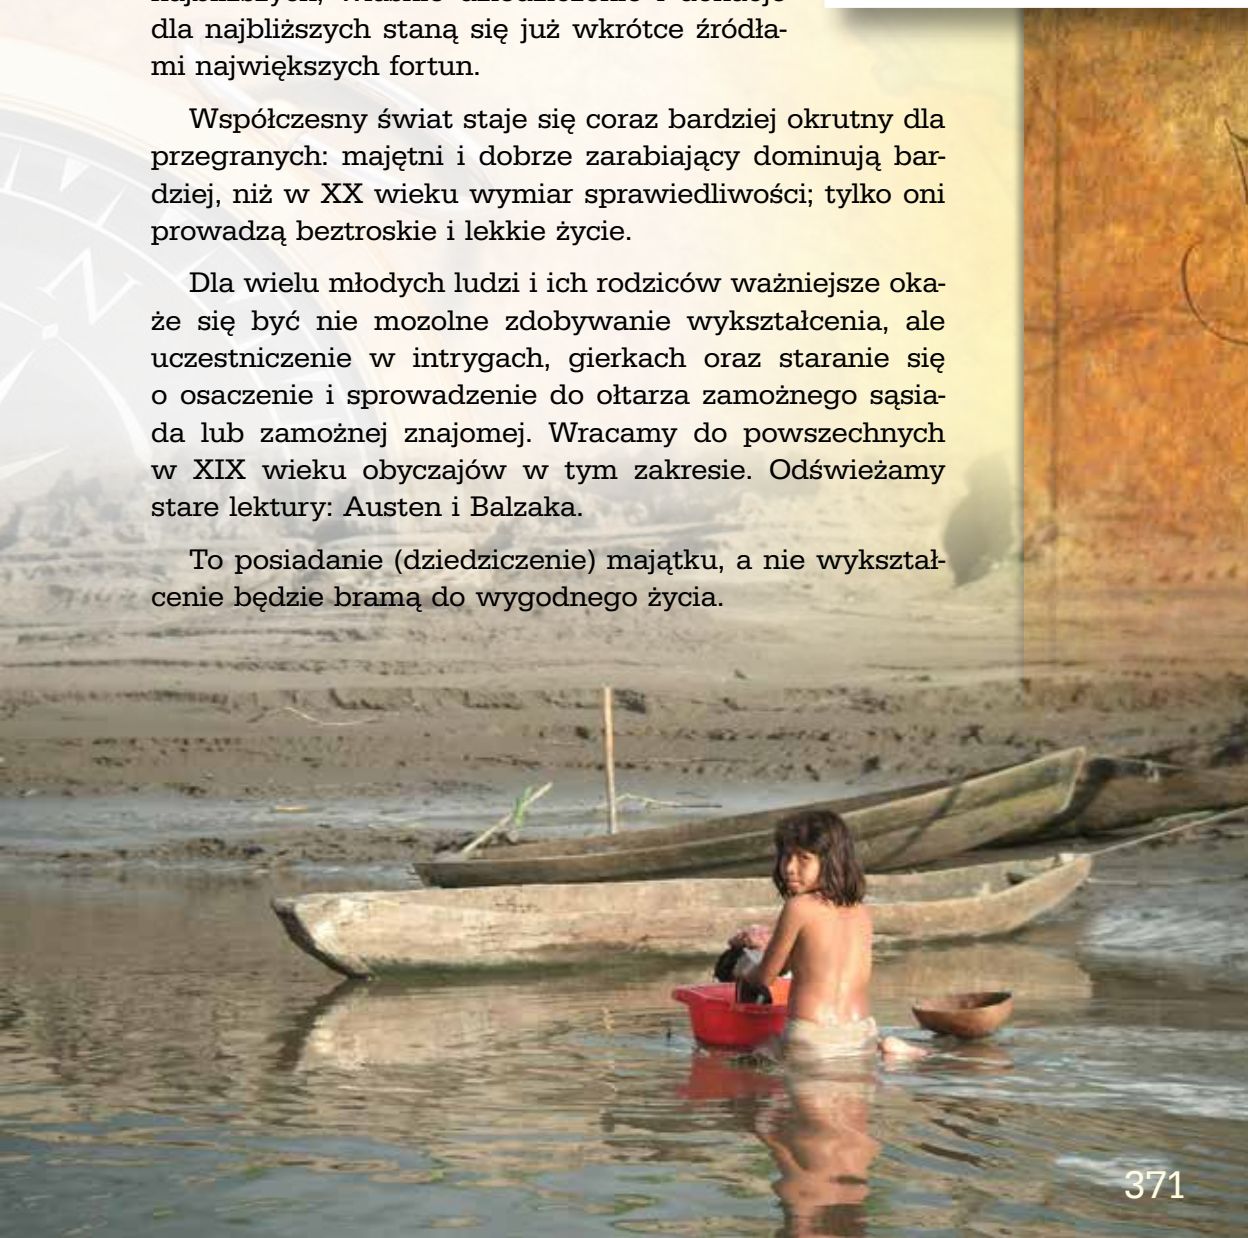 dla najbliższych staną się już wkrótce źródła-
mi największych fortun.
Współczesny świat staje się coraz bardziej okrutny dla
przegranych: majętni i dobrze zarabiający dominują bar-
dziej, niż w XX wieku wymiar sprawiedliwości; tylko oni
prowadzą beztroskie i lekkie życie.
Dla wielu młodych ludzi i ich rodziców ważniejsze oka-
że się być nie mozolne zdobywanie wykształcenia, ale
uczestniczenie w intrygach, gierkach oraz staranie się
o osaczenie i sprowadzenie do ołtarza zamożnego sąsia-
da lub zamożnej znajomej. Wracamy do powszechnych
w XIX wieku obyczajów w tym zakresie. Odświeżamy
stare lektury: Austen i Balzaka.
To posiadanie (dziedziczenie) majątku, a nie wykształ-
cenie będzie bramą do wygodnego życia.
371